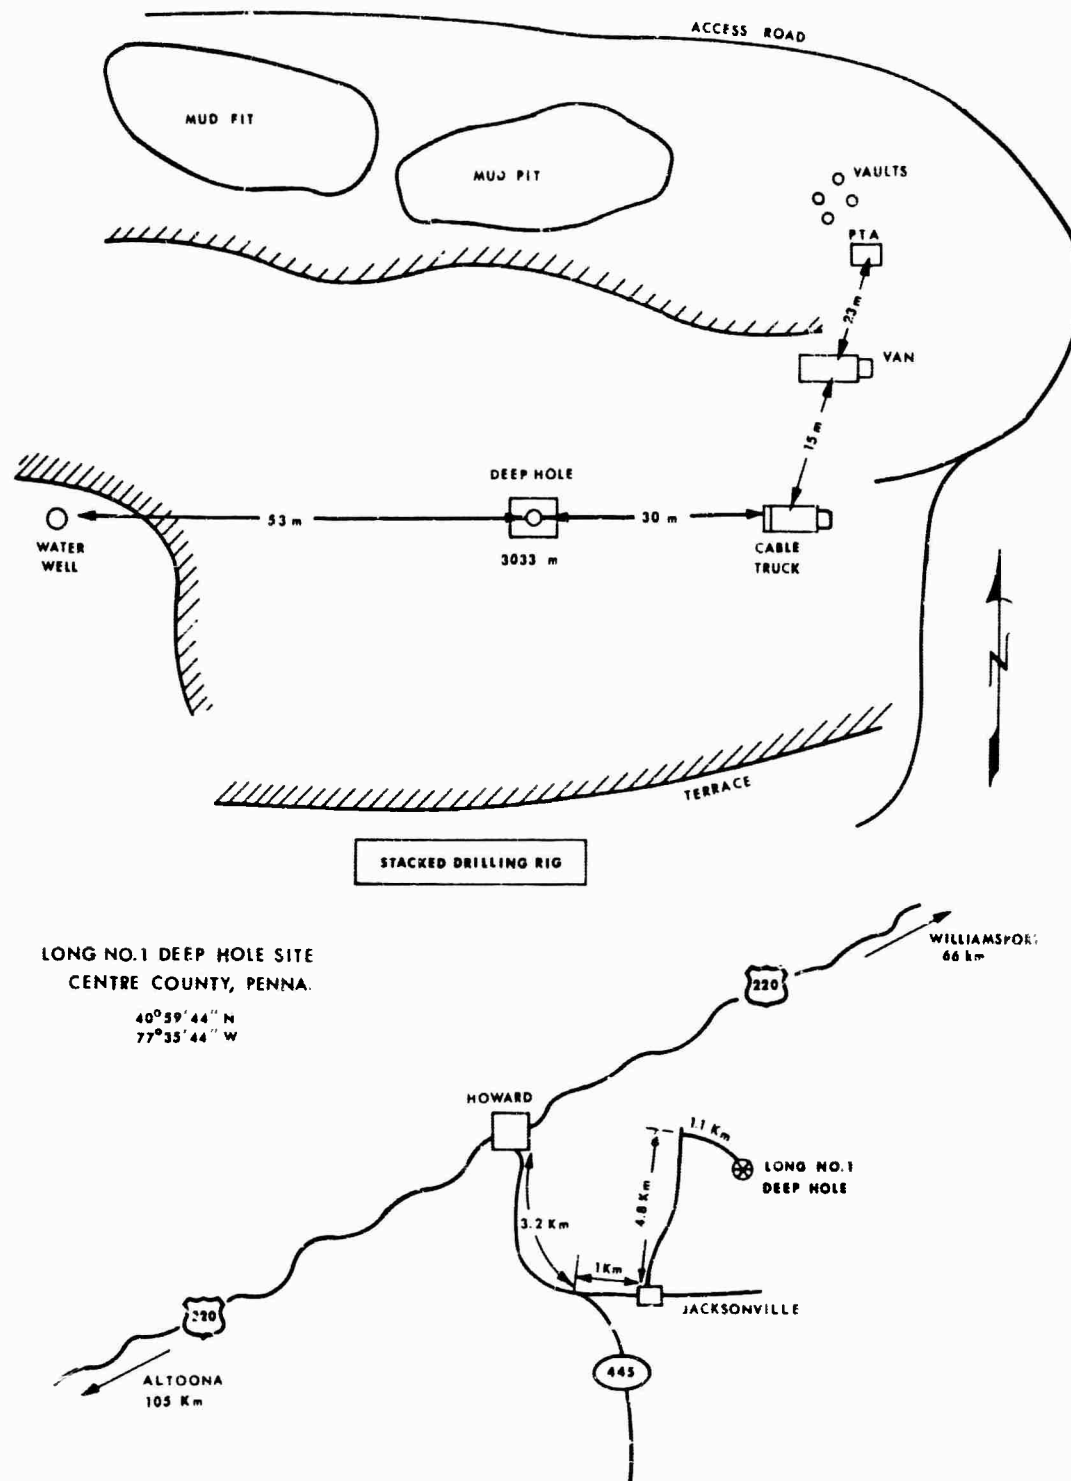 ACCESS ROAD
MUD PIT
MUD PIT
VAULTS
PTA
23 m
VAN
15 m
DEEP HOLE
53 m
30 m
WATER
WELL
3033 m
CABLE
TRUCK
N
TERRACE
STACKED DRILLING RIG
LONG NO.1 DEEP HOLE SITE
CENTRE COUNTY, PENNA.
40°59'44" N
77°35'44" W
WILLIAMSPORT
66 km
220
HOWARD
1.1 Km
LONG NO.1
DEEP HOLE
4.8 Km
3.2 Km
1 Km
JACKSONVILLE
220
445
ALTOONA
105 Km